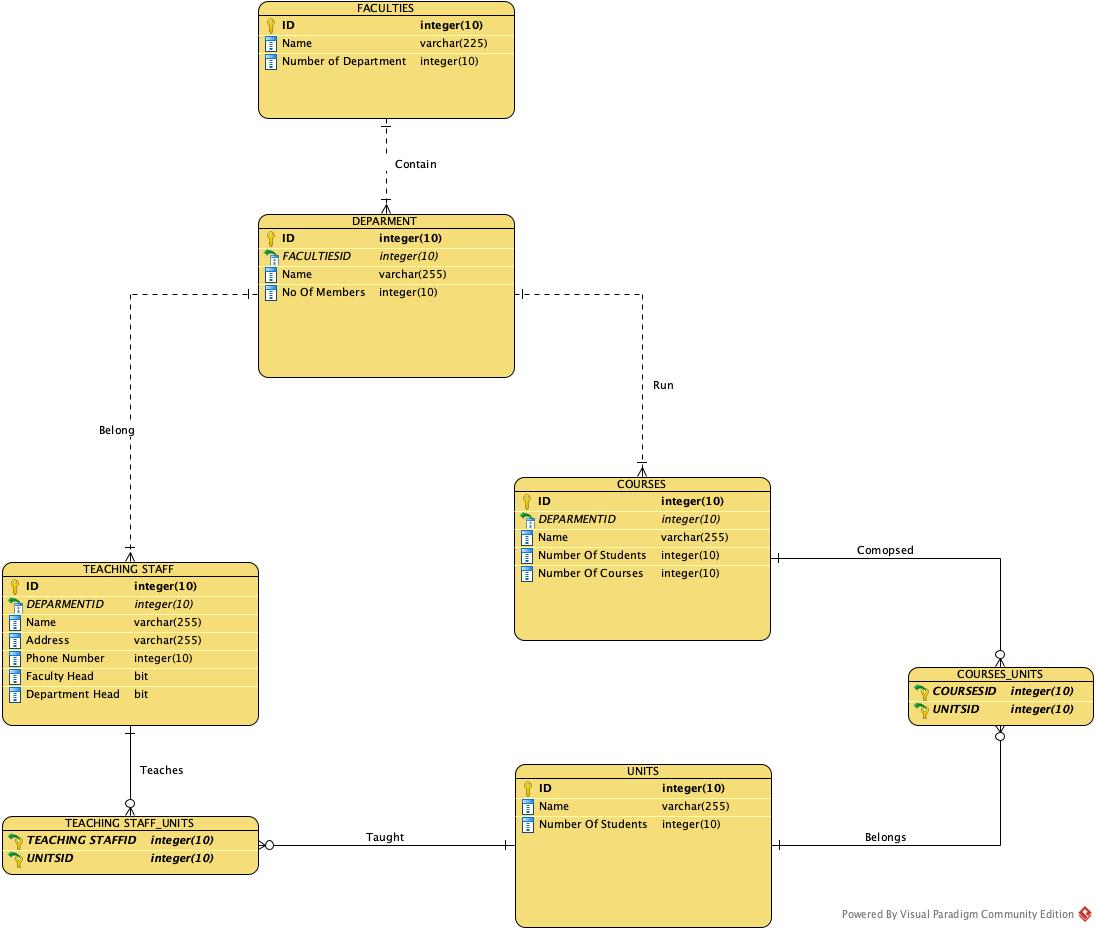 FACULTIES
ID integer(10)
Name varchar(225)
Number of Department integer(10)
Contain
DEPARMENT
ID integer(10)
FACULTIESID integer(10)
Name varchar(255)
No Of Members integer(10)
Run
Belong
COURSES
ID integer(10)
DEPARMENTID integer(10)
Name varchar(255)
Number Of Students integer(10)
Number Of Courses integer(10)
Comopsed
TEACHING STAFF
ID integer(10)
DEPARMENTID integer(10)
Name varchar(255)
Address varchar(255)
Phone Number integer(10)
Faculty Head bit
Department Head bit
COURSES_UNITS
COURSESID integer(10)
UNITSID integer(10)
Teaches
UNITS
ID integer(10)
Name varchar(255)
Number Of Students integer(10)
TEACHING STAFF_UNITS
TEACHING STAFFID integer(10)
UNITSID integer(10)
Taught
Belongs
Powered By Visual Paradigm Community Edition